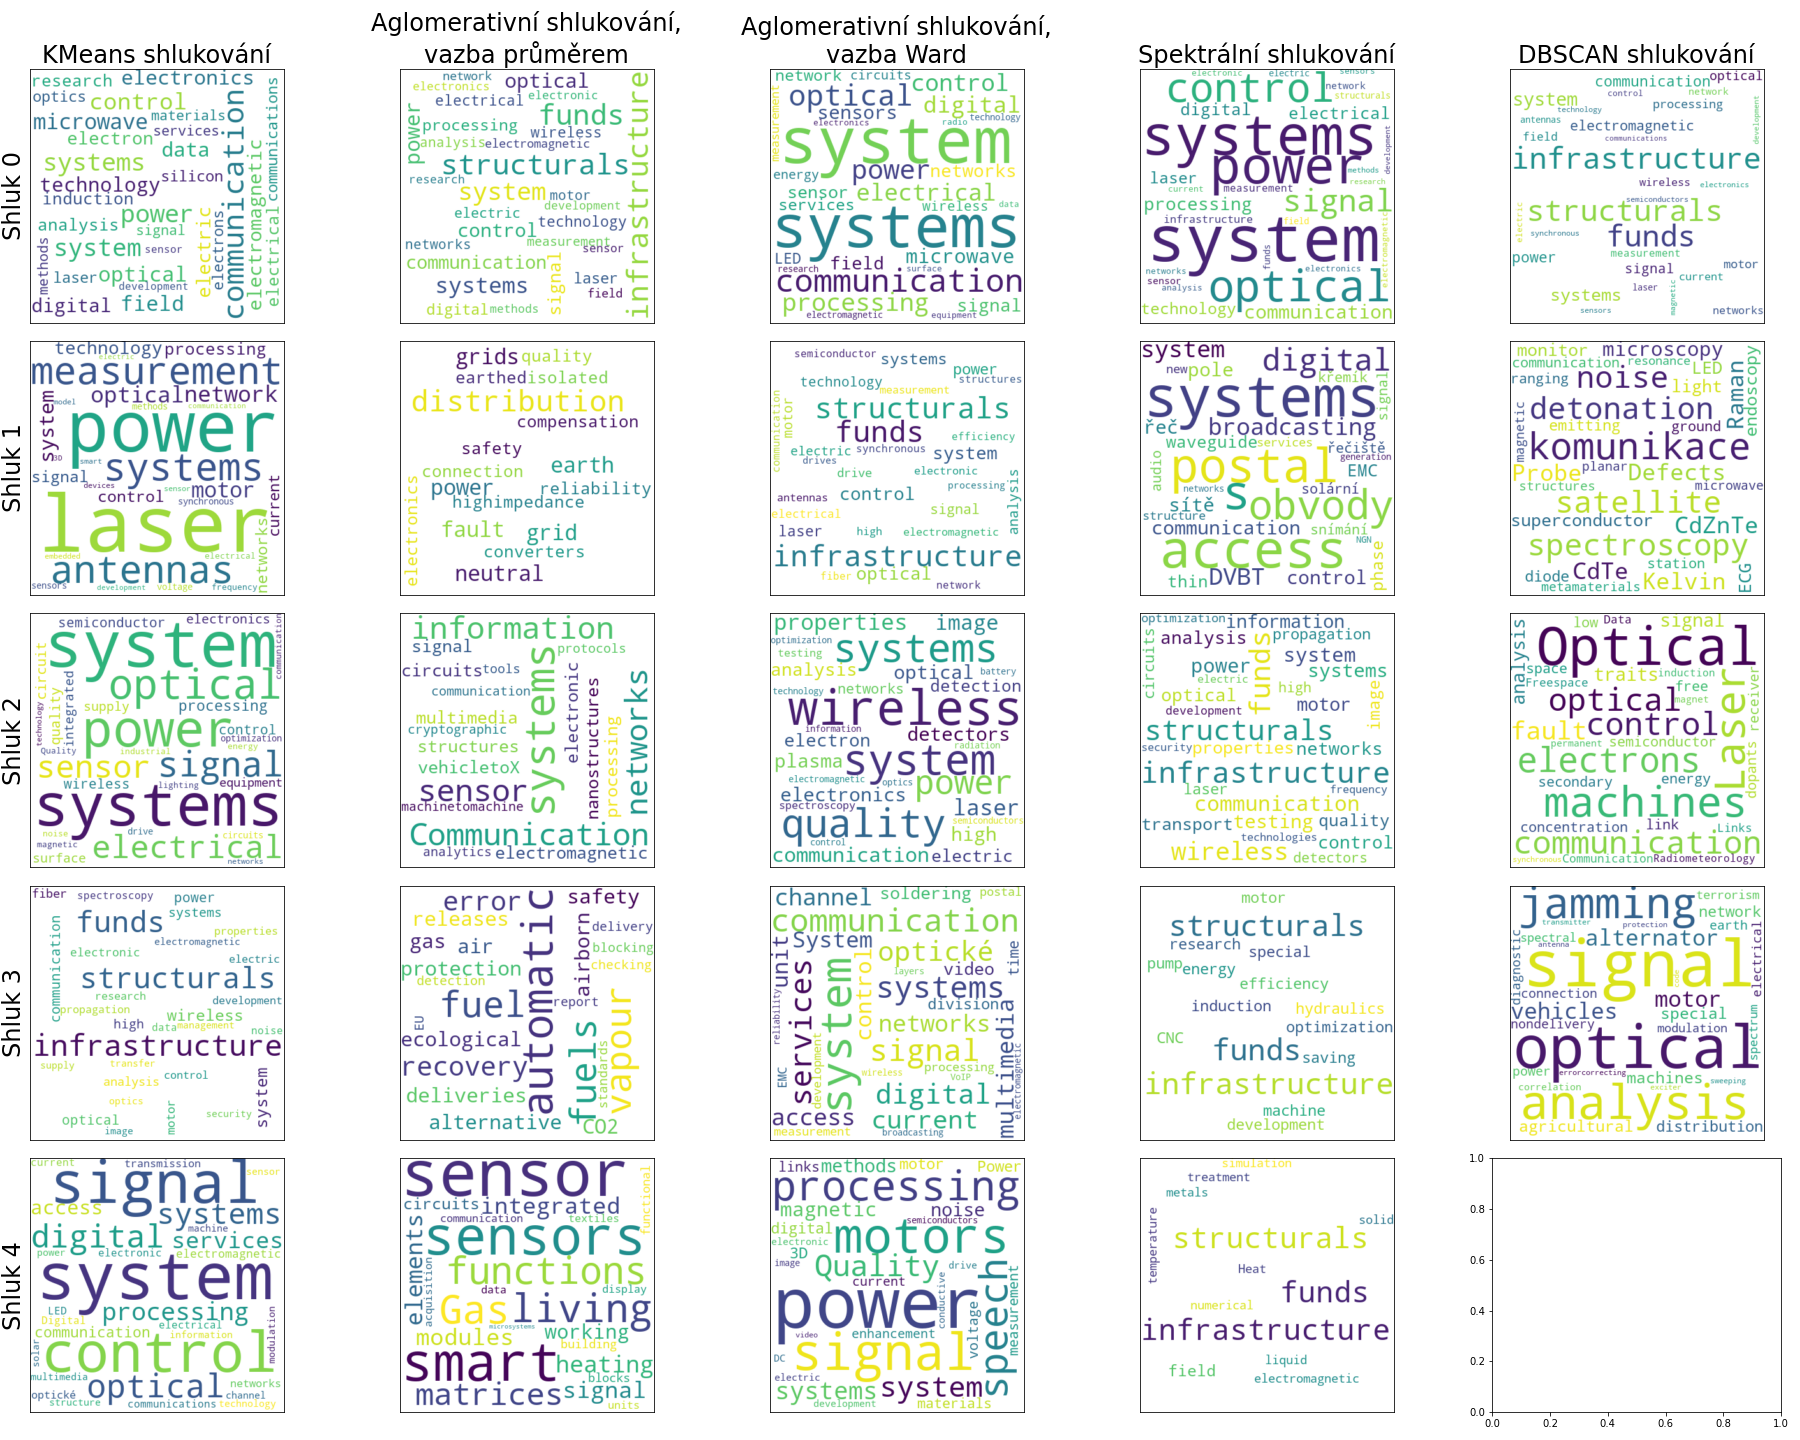 KMeans shlukování
Aglomerativní shlukování,
vazba průměrem
Aglomerativní shlukování,
vazba Ward
Spektrální shlukování
DBSCAN shlukování
Shluk 0
research electronics
optics control
microwave materials
services
electron data
systems
technology silicon
induction
analysis power
signal
system sensor
laser optical
development
digital field
methods
electric
electrons
communication
electromagnetic
electrical communications
network optical
electronics
electrical electronic
power
funds
processing
wireless
analysis electromagnetic
structurals
research
system motor
development
electric technology
control
networks measurement
sensor
communication
systems signal laser
field
digital methods
infrastructure
network circuits
optical control
sensors digital
electronics radio technology
measurement
system
energy power networks
sensor electrical
services wireless data
systems
LED field microwave
research surface
communication
processing signal
electromagnetic equipment
electronic electric sensors
control network
structurals
digital electrical
systems
power development
laser methods
current measurement research
processing signal
infrastructure field
system
networks funds electronics
sensor
analysis optical
electromagnetic
technology communication
communication optical
control network
system processing
technology
antennas electromagnetic
field communications
development
infrastructure
wireless electronics
semiconductors
structurals
electric
synchronous funds
power measurement
signal motor
current
systems laser
sensors magnetic networks
Shluk 1
technology processing
electric
measurement
optical network
system model methods communication
power
3D smart
signal systems
devices sensor motor
control synchronous
laser
current
networks
embedded electrical
antennas
sensors development voltage frequency
grids quality
earthed isolated
distribution
compensation
safety
connection earth
power reliability
highimpedance
electronics
fault grid
converters
neutral
semiconductor systems
power
technology structures
measurement
communication
motor
structurals
funds efficiency
electric synchronous system
drives
drive electronic
processing
analysis
antennas control
electrical signal
laser high electromagnetic
infrastructure
fiber optical
network
system digital
new pole křemík
systems
signal
řeč broadcasting
waveguide services řečiště
generation
audio
postal EMC
networks solární
sítě s obvody
structure
communication snímání
access NGN
phase
thin DVBT control
monitor microscopy
communication resonance LED
ranging noise light
Raman
endoscopy
detonation
magnetic
emitting ground
komunikace
Probe planar Defects
structures microwave
satellite
superconductor CdZnTe
spectroscopy
station
diode CdTe
Kelvin ECG
metamaterials
Shluk 2
semiconductor electronics
communication
system
circuit
technology
quality
integrated
optical
supply processing
power control
optimization
Quality industrial energy
sensor signal
wireless lighting equipment
systems
noise drive circuits
magnetic electrical
surface networks
information
signal protocols
circuits tools
communication
systems
electronic
networks
multimedia
cryptographic
nanostructures
processing
structures
vehicletoX
sensor
machinetomachine
Communication
analytics electromagnetic
properties image
optimization
testing systems
analysis optical battery
technology networks detection
wireless
information
electron detectors
radiation
plasma system
electromagnetic optics
electronics power
spectroscopy laser
semiconductors
quality high
control
communication electric
optimization information
circuits
analysis propagation
funds
power system
electric systems
optical high
development motor
image
structurals
security properties networks
infrastructure
laser frequency
communication
transport testing quality
technologies control
wireless detectors
low Data signal
analysis
Optical
space traits induction
Freespace free
optical magnet
Laser
receiver
fault control
permanent semiconductor
electrons
dopants
secondary energy
machines
concentration link Links
communication
synchronous Communication Radiometeorology
Shluk 3
fiber spectroscopy power
funds systems
properties
electromagnetic
communication
electronic electric
structurals
research development
propagation wireless
high data management noise
infrastructure
supply transfer
analysis control
system
optics
optical motor security
image
error safety
releases delivery
automatic
airborn
gas air blocking
protection checking
detection
fuel report
EU
ecological
fuels
standards
vapour
recovery
deliveries
alternative CO2
channel soldering postal
communication
System optické
unit
time
control
layers video
services
system
systems
division
networks
reliability
signal
multimedia
EMC
development
processing
wireless VoIP
digital
electromagnetic
access current
measurement broadcasting
motor
structurals
research special
pump energy
efficiency
induction hydraulics
optimization
CNC
funds saving
infrastructure
machine
development
jamming terrorism
network
transmitter protection earth
spectral alternator
antenna
electrical
diagnostic
signal
connection motor
vehicles special
nondelivery modulation
spectrum
optical
power errorcorrecting machines
correlation exciter sweeping
analysis
agricultural distribution
Shluk 4
current transmission
sensor
signal
access systems
machine
digital services
power electronic electromagnetic
system
LED processing
Digital electrical
communication information
modulation
solar
control
multimedia optical networks
optické channel
structure communications technology
sensor
functional
circuits integrated
communication textiles
elements
sensors
acquisition
functions
data display
Gas living
microsystems
modules working
building
smart heating
blocks
matrices signal
units
links methods motor Power
processing
magnetic noise
semiconductors
digital motors
electronic
3D
image Quality drive
current
speech
conductive
measurement
power
voltage
video enhancement
DC signal
electric
systems system
development materials
simulation
treatment
metals
temperature
solid
structurals
Heat
funds
numerical
infrastructure
liquid
field electromagnetic
1.0
0.8
0.6
0.4
0.2
0.0
0.0 0.2 0.4 0.6 0.8 1.0